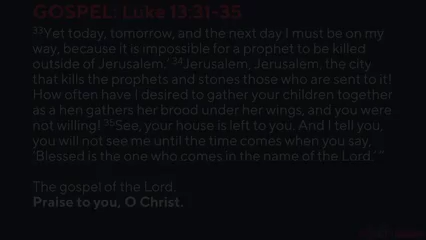 GOSPEL: Luke 13.31-35
³³Yet today, tomorrow, and the next day I must be on my
way, because it is impossible for a prophet to be killed
outside of Jerusalem.’ ³⁴Jerusalem, Jerusalem, the city
that kills the prophets and stones those who are sent to it!
How often have I desired to gather your children together
as a hen gathers her brood under her wings, and you were
not willing! ³⁵See, your house is left to you. And I tell you,
you will not see me until the time comes when you say,
‘Blessed is the one who comes in the name of the Lord.’ ”
The gospel of the Lord.
Praise to you, O Christ.